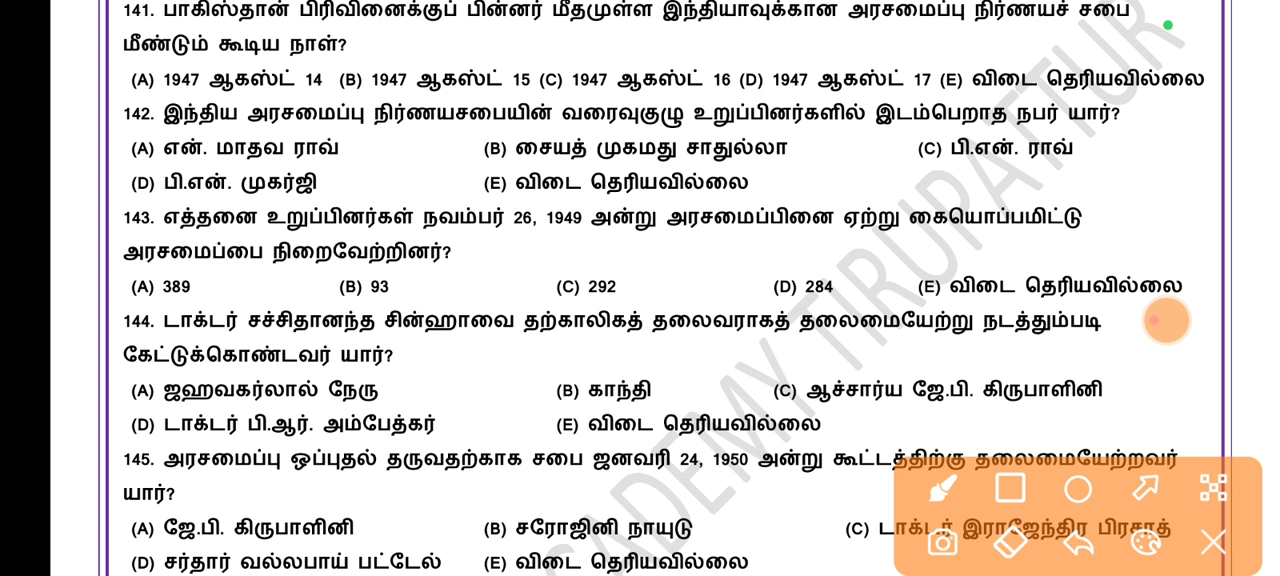 141. பாகிஸ்தான் பிரிவினைக்குப் பின்னர் மீதமுள்ள இந்தியாவுக்கான அரசமைப்பு நிர்ணயச் சபை
மீண்டும் கூடிய நாள்?
(A) 1947 ஆகஸ்ட் 14 (B) 1947 ஆகஸ்ட் 15 (C) 1947 ஆகஸ்ட் 16 (D) 1947 ஆகஸ்ட் 17 (E) விடை தெரியவில்லை
142. இந்திய அரசமைப்பு நிர்ணயசபையின் வரைவுகுழு உறுப்பினர்களில் இடம்பெறாத நபர் யார்?
(A) என். மாதவ ராவ் (B) சையத் முகமது சாதுல்லா (C) பி.என். ராவ்
(D) பி.என். முகர்ஜி (E) விடை தெரியவில்லை
143. எத்தனை உறுப்பினர்கள் நவம்பர் 26, 1949 அன்று அரசமைப்பினை ஏற்று கையொப்பமிட்டு
அரசமைப்பை நிறைவேற்றினர்?
(A) 389 (B) 93 (C) 292 (D) 284 (E) விடை தெரியவில்லை
144. டாக்டர் சச்சிதானந்த சின்ஹாவை தற்காலிகத் தலைவராகத் தலைமையேற்று நடத்தும்படி
கேட்டுக்கொண்டவர் யார்?
(A) ஜஹவகர்லால் நேரு (B) காந்தி (C) ஆச்சார்ய ஜே.பி. கிருபாளினி
(D) டாக்டர் பி.ஆர். அம்பேத்கர் (E) விடை தெரியவில்லை
145. அரசமைப்பு ஒப்புதல் தருவதற்காக சபை ஜனவரி 24, 1950 அன்று கூட்டத்திற்கு தலைமையேற்றவர்
யார்?
(A) ஜே.பி. கிருபாளினி (B) சரோஜினி நாயுடு (C) டாக்டர் இராஜேந்திர பிரசாத்
(D) சர்தார் வல்லபாய் பட்டேல் (E) விடை தெரியவில்லை
ACADEMY TIRUPATTUR